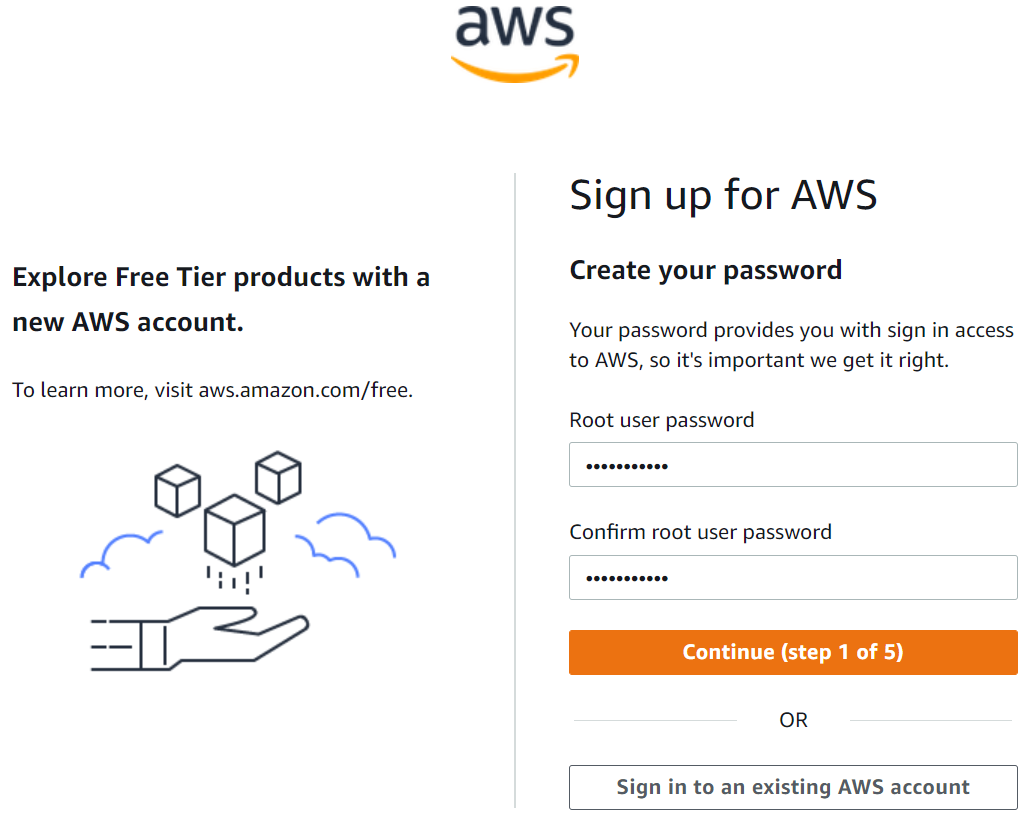 aws
Explore Free Tier products with a
new AWS account.
To learn more, visit aws.amazon.com/free.
Sign up for AWS
Create your password
Your password provides you with sign in access
to AWS, so it's important we get it right.
Root user password
•••••••••••
Confirm root user password
•••••••••••
Continue (step 1 of 5)
OR
Sign in to an existing AWS account